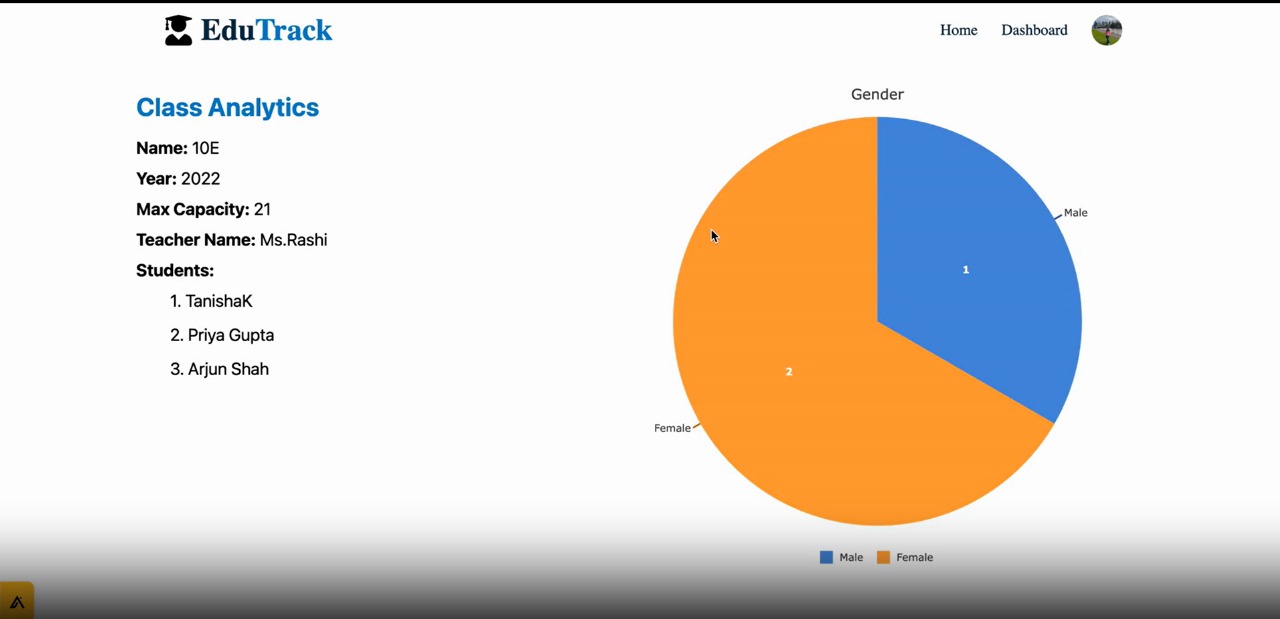 EduTrack
Home Dashboard
Class Analytics
Name: 10E
Year: 2022
Max Capacity: 21
Teacher Name: Ms.Rashi
Students:
1. TanishaK
2. Priya Gupta
3. Arjun Shah
Gender
Male
1
2
Female
Male Female